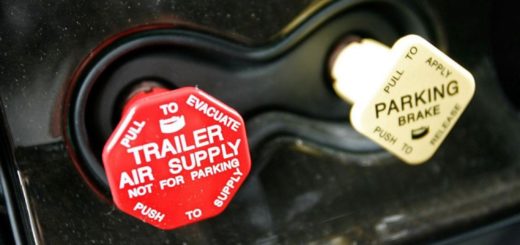 PULL TO EVACUATE
TRAILER
AIR SUPPLY
NOT FOR PARKING
PUSH TO SUPPLY
PULL TO APPLY
PARKING
BRAKE
PUSH TO RELEASE